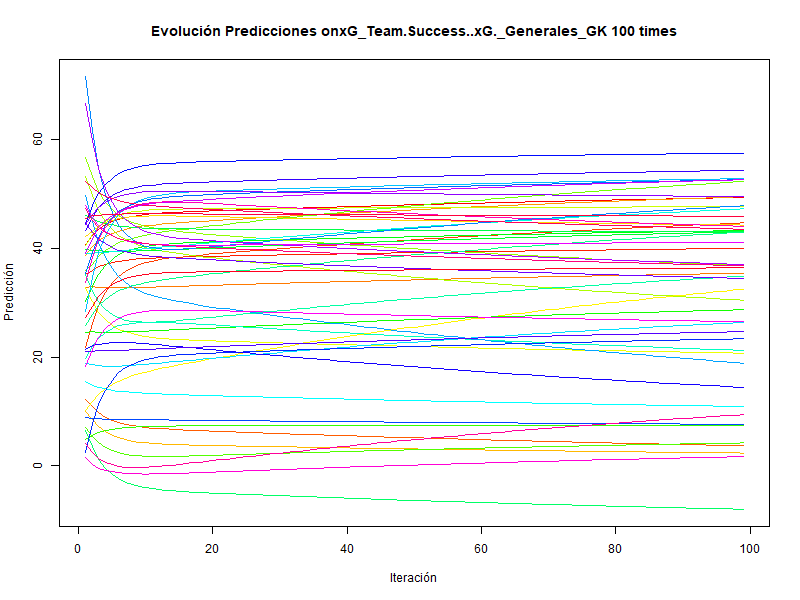 Evolución Predicciones onxG_Team.Success..xG._Generales_GK 100 times
Predicción
60
40
20
0
0 20 40 60 80 100
Iteración